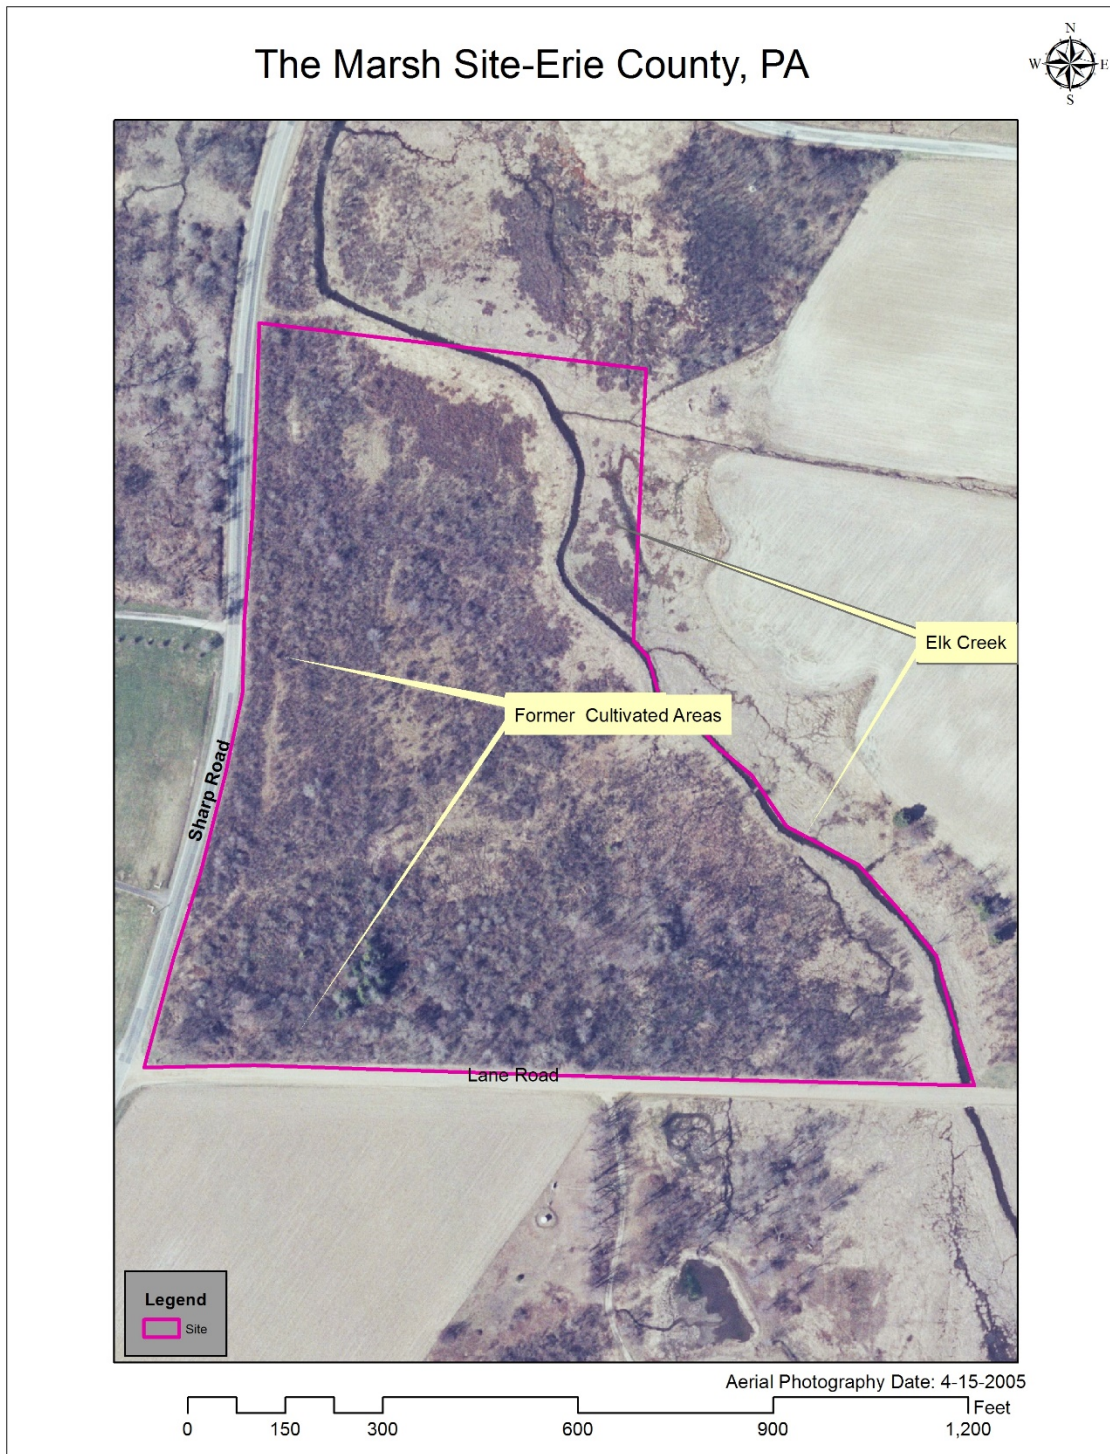 The Marsh Site-Erie County, PA
N
W E
S
Elk Creek
Former  Cultivated Areas
Sharp Road
Lane Road
Legend
Site
Aerial Photography Date: 4-15-2005
Feet
0 150 300 600 900 1,200